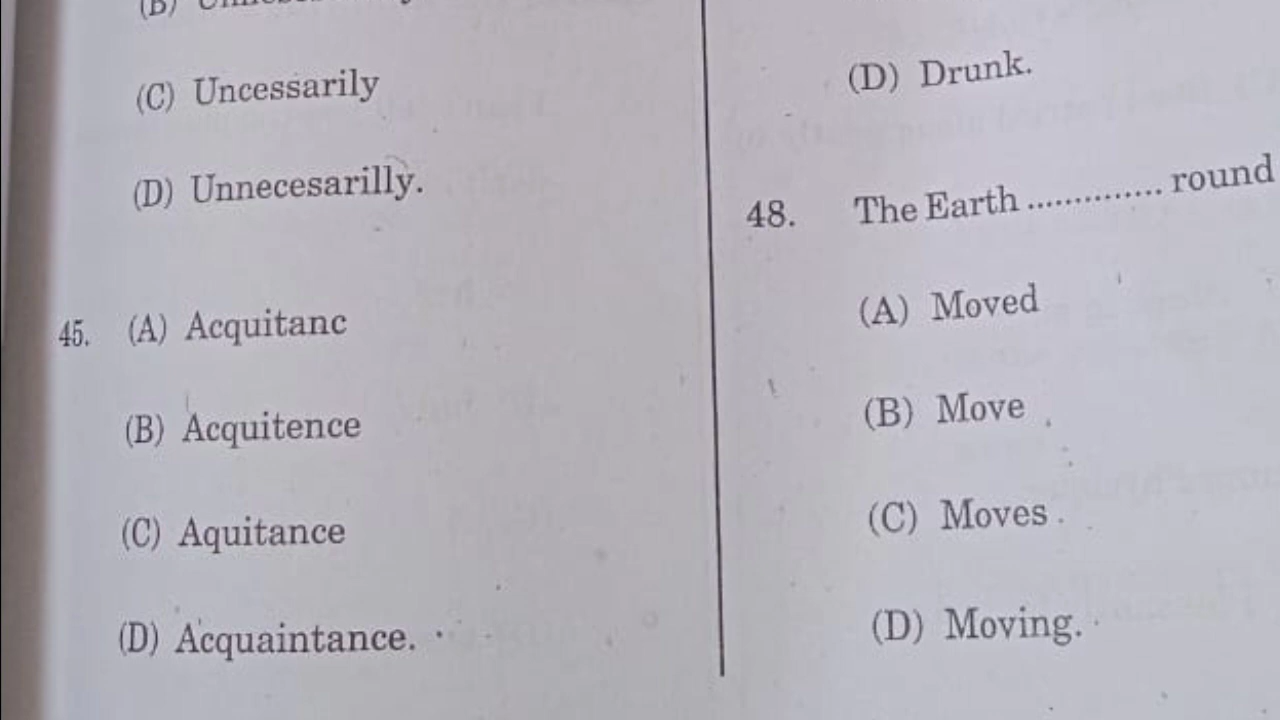 (B)
(C) Uncessarily
(D) Unnecesarilly.
45. (A) Acquitanc
(B) Acquitence
(C) Aquitance
(D) Acquaintance.
(D) Drunk.
48. The Earth .............. round
(A) Moved
(B) Move
(C) Moves
(D) Moving.